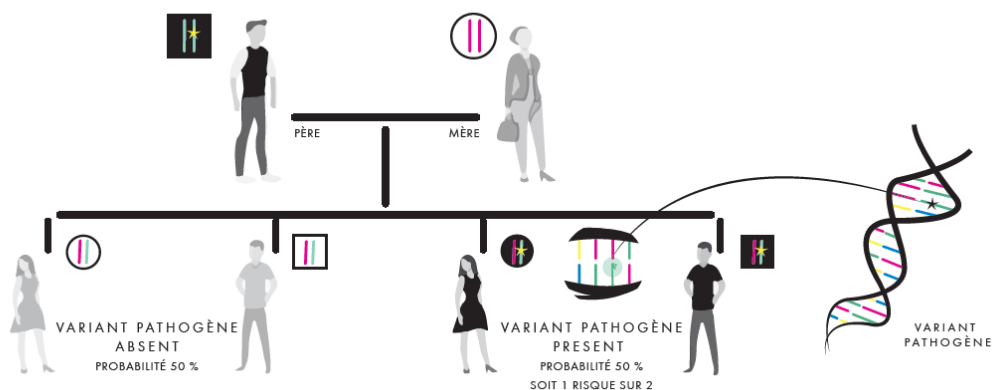 PÈRE
MÈRE
VARIANT PATHOGÈNE
ABSENT
PROBABILITÉ 50 %
VARIANT PATHOGÈNE
PRESENT
PROBABILITÉ 50 %
SOIT 1 RISQUE SUR 2
VARIANT
PATHOGÈNE